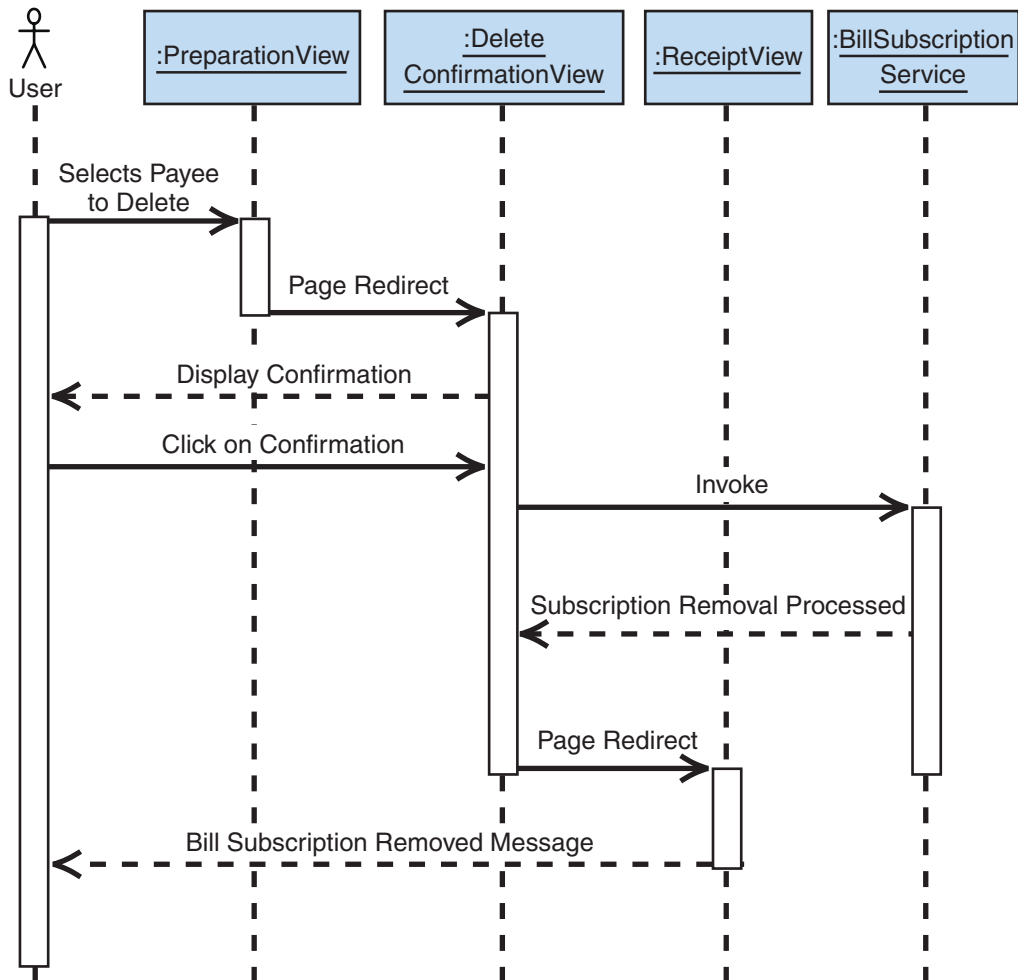 User
:PreparationView
:Delete
ConfirmationView
:ReceiptView
:BillSubscription
Service
Selects Payee
to Delete
Page Redirect
Display Confirmation
Click on Confirmation
Invoke
Subscription Removal Processed
Page Redirect
Bill Subscription Removed Message